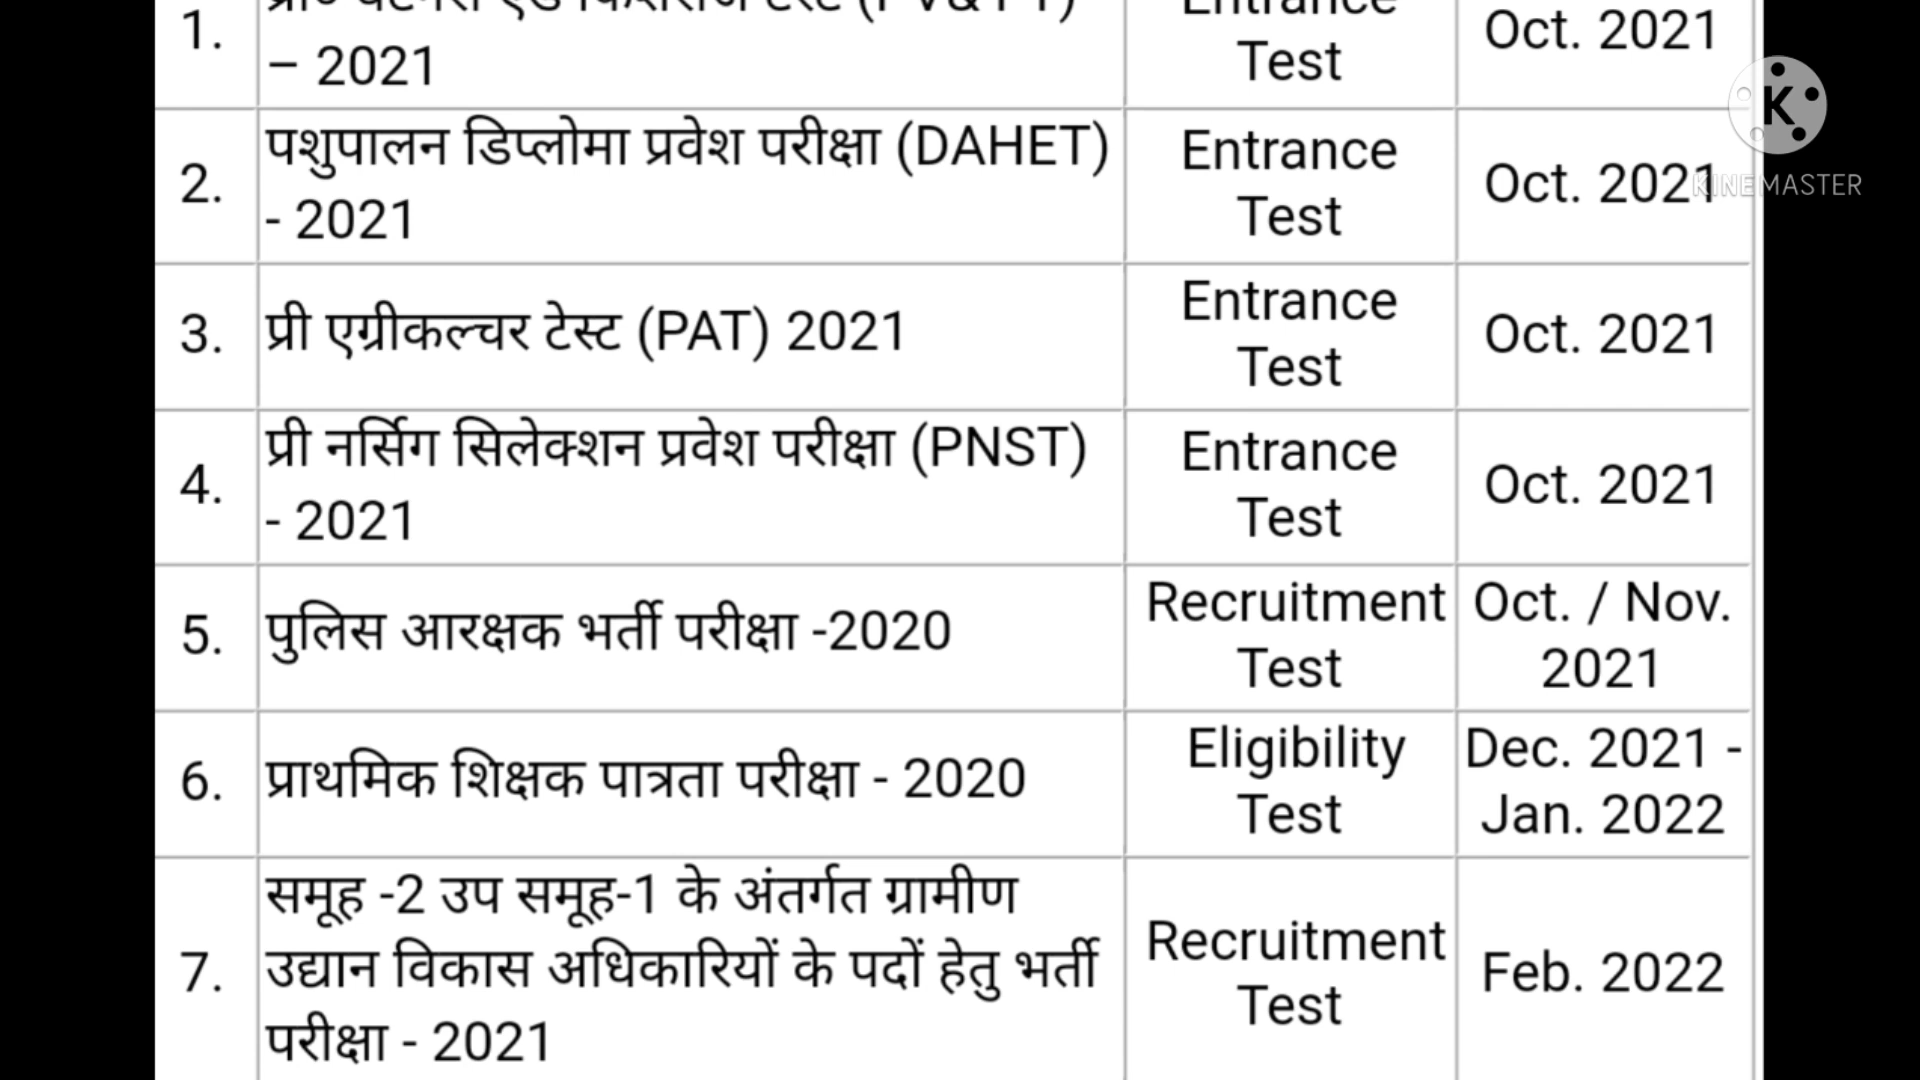 1.
– 2021
Test
Oct. 2021
2.
पशुपालन डिप्लोमा प्रवेश परीक्षा (DAHET)
- 2021
Entrance
Test
Oct. 2021
3.
प्री एग्रीकल्चर टेस्ट (PAT) 2021
Entrance
Test
Oct. 2021
4.
प्री नर्सिग सिलेक्शन प्रवेश परीक्षा (PNST)
- 2021
Entrance
Test
Oct. 2021
5.
पुलिस आरक्षक भर्ती परीक्षा -2020
Recruitment
Test
Oct. / Nov.
2021
6.
प्राथमिक शिक्षक पात्रता परीक्षा - 2020
Eligibility
Test
Dec. 2021 -
Jan. 2022
7.
समूह -2 उप समूह-1 के अंतर्गत ग्रामीण
उद्यान विकास अधिकारियों के पदों हेतु भर्ती
परीक्षा - 2021
Recruitment
Test
Feb. 2022
K
KINEMASTER